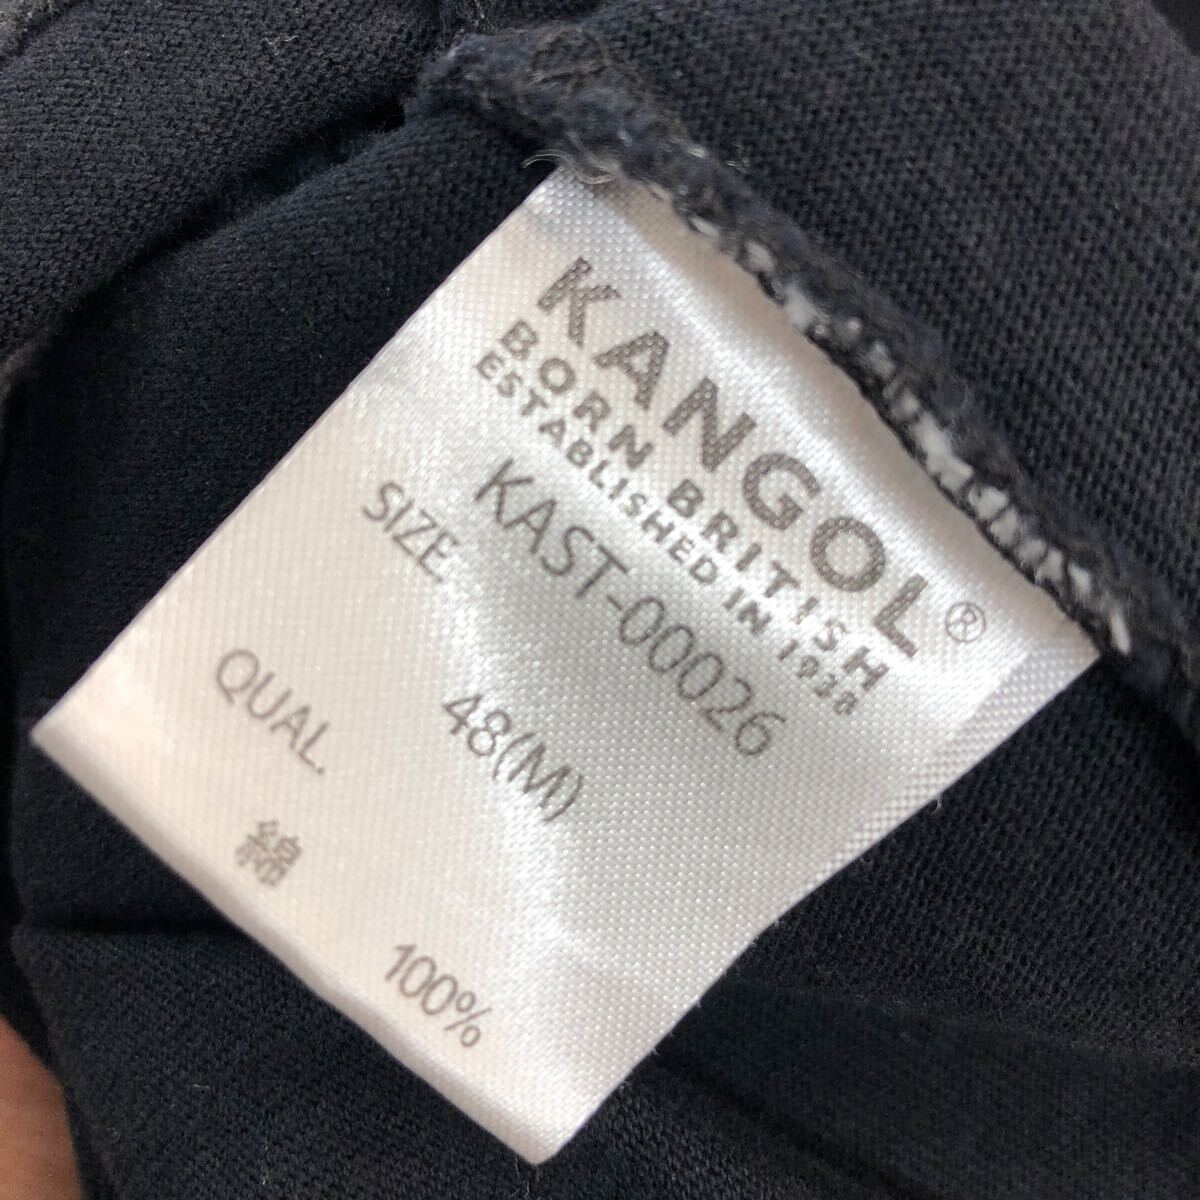 KANGOL®
BORN BRITISH
ESTABLISHED IN 1938
KAST-00026
SIZE 48(M)
QUAL.
綿 100%